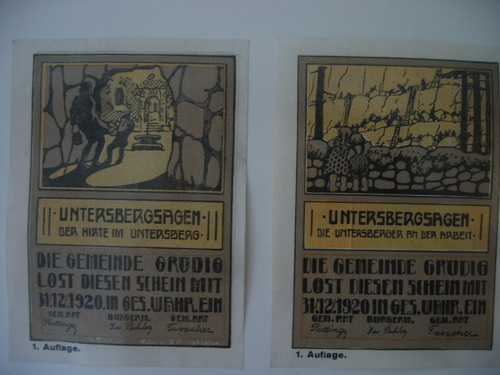 UNTERSBERGSAGEN
DER HIRTE IM UNTERSBERG
DIE GEMEINDE GRÖDIG
LÖST DIESEN SCHEIN MIT
31.12.1920. IN GES. WÄHR. EIN
GEM. RAT BÜRGERM. GEM. RAT
1. Auflage.
UNTERSBERGSAGEN
DIE UNTERSBERGER AN DER ARBEIT
DIE GEMEINDE GRÖDIG
LÖST DIESEN SCHEIN MIT
31.12.1920. IN GES. WÄHR. EIN
GEM. RAT BÜRGERM. GEM. RAT
1. Auflage.